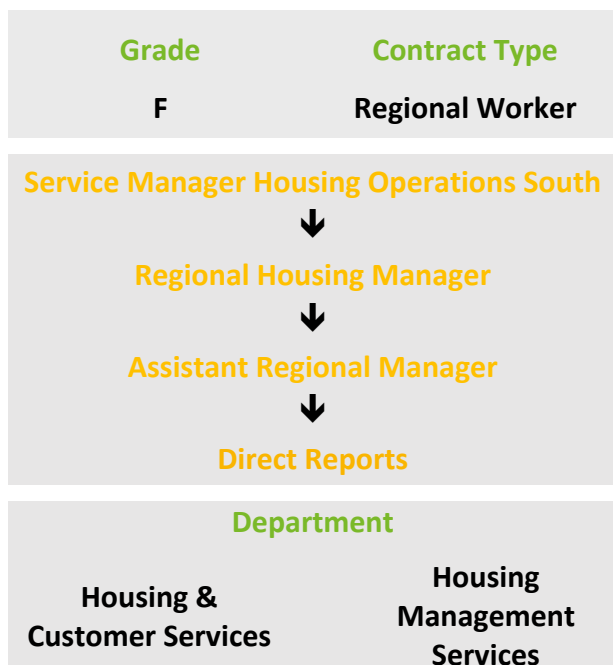 Grade
Contract Type
F
Regional Worker
Service Manager Housing Operations South
Regional Housing Manager
Assistant Regional Manager
Direct Reports
Department
Housing &
Customer Services
Housing
Management
Services